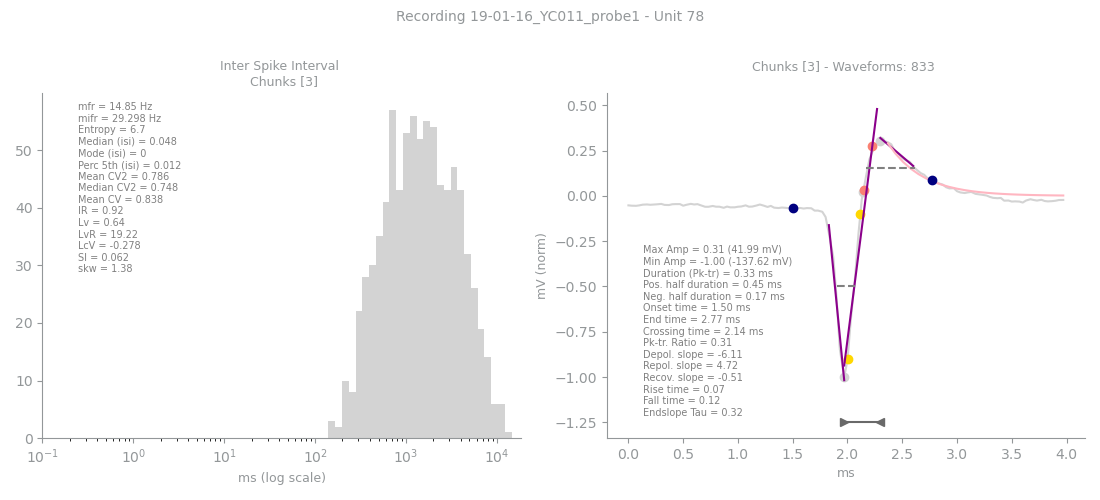 Recording 19-01-16_YC011_probe1 - Unit 78
Inter Spike Interval
Chunks [3]
mfr = 14.85 Hz
mifr = 29.298 Hz
Entropy = 6.7
Median (isi) = 0.048
Mode (isi) = 0
Perc 5th (isi) = 0.012
Mean CV2 = 0.786
Median CV2 = 0.748
Mean CV = 0.838
IR = 0.92
Lv = 0.64
LvR = 19.22
LcV = -0.278
SI = 0.062
skw = 1.38
50
40
30
20
10
0
10⁻¹ 10⁰ 10¹ 10² 10³ 10⁴
ms (log scale)
Chunks [3] - Waveforms: 833
mV (norm)
0.50
0.25
0.00
−0.25
−0.50
−0.75
−1.00
−1.25
Max Amp = 0.31 (41.99 mV)
Min Amp = -1.00 (-137.62 mV)
Duration (Pk-tr) = 0.33 ms
Pos. half duration = 0.45 ms
Neg. half duration = 0.17 ms
Onset time = 1.50 ms
End time = 2.77 ms
Crossing time = 2.14 ms
Pk-tr. Ratio = 0.31
Depol. slope = -6.11
Repol. slope = 4.72
Recov. slope = -0.51
Rise time = 0.07
Fall time = 0.12
Endslope Tau = 0.32
0.0 0.5 1.0 1.5 2.0 2.5 3.0 3.5 4.0
ms